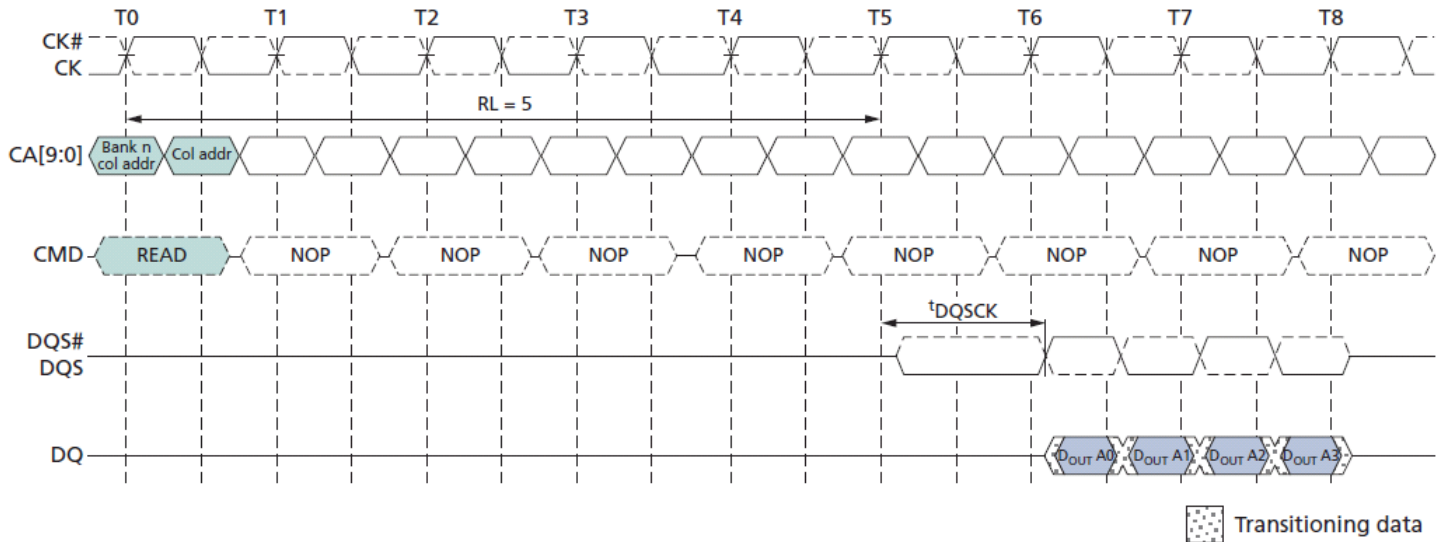 T0 T1 T2 T3 T4 T5 T6 T7 T8
CK#
CK
RL = 5
CA[9:0] Bank n col addr Col addr
CMD READ NOP NOP NOP NOP NOP NOP NOP NOP
tDQSCK
DQS#
DQS
DQ DOUT A0 DOUT A1 DOUT A2 DOUT A3
Transitioning data